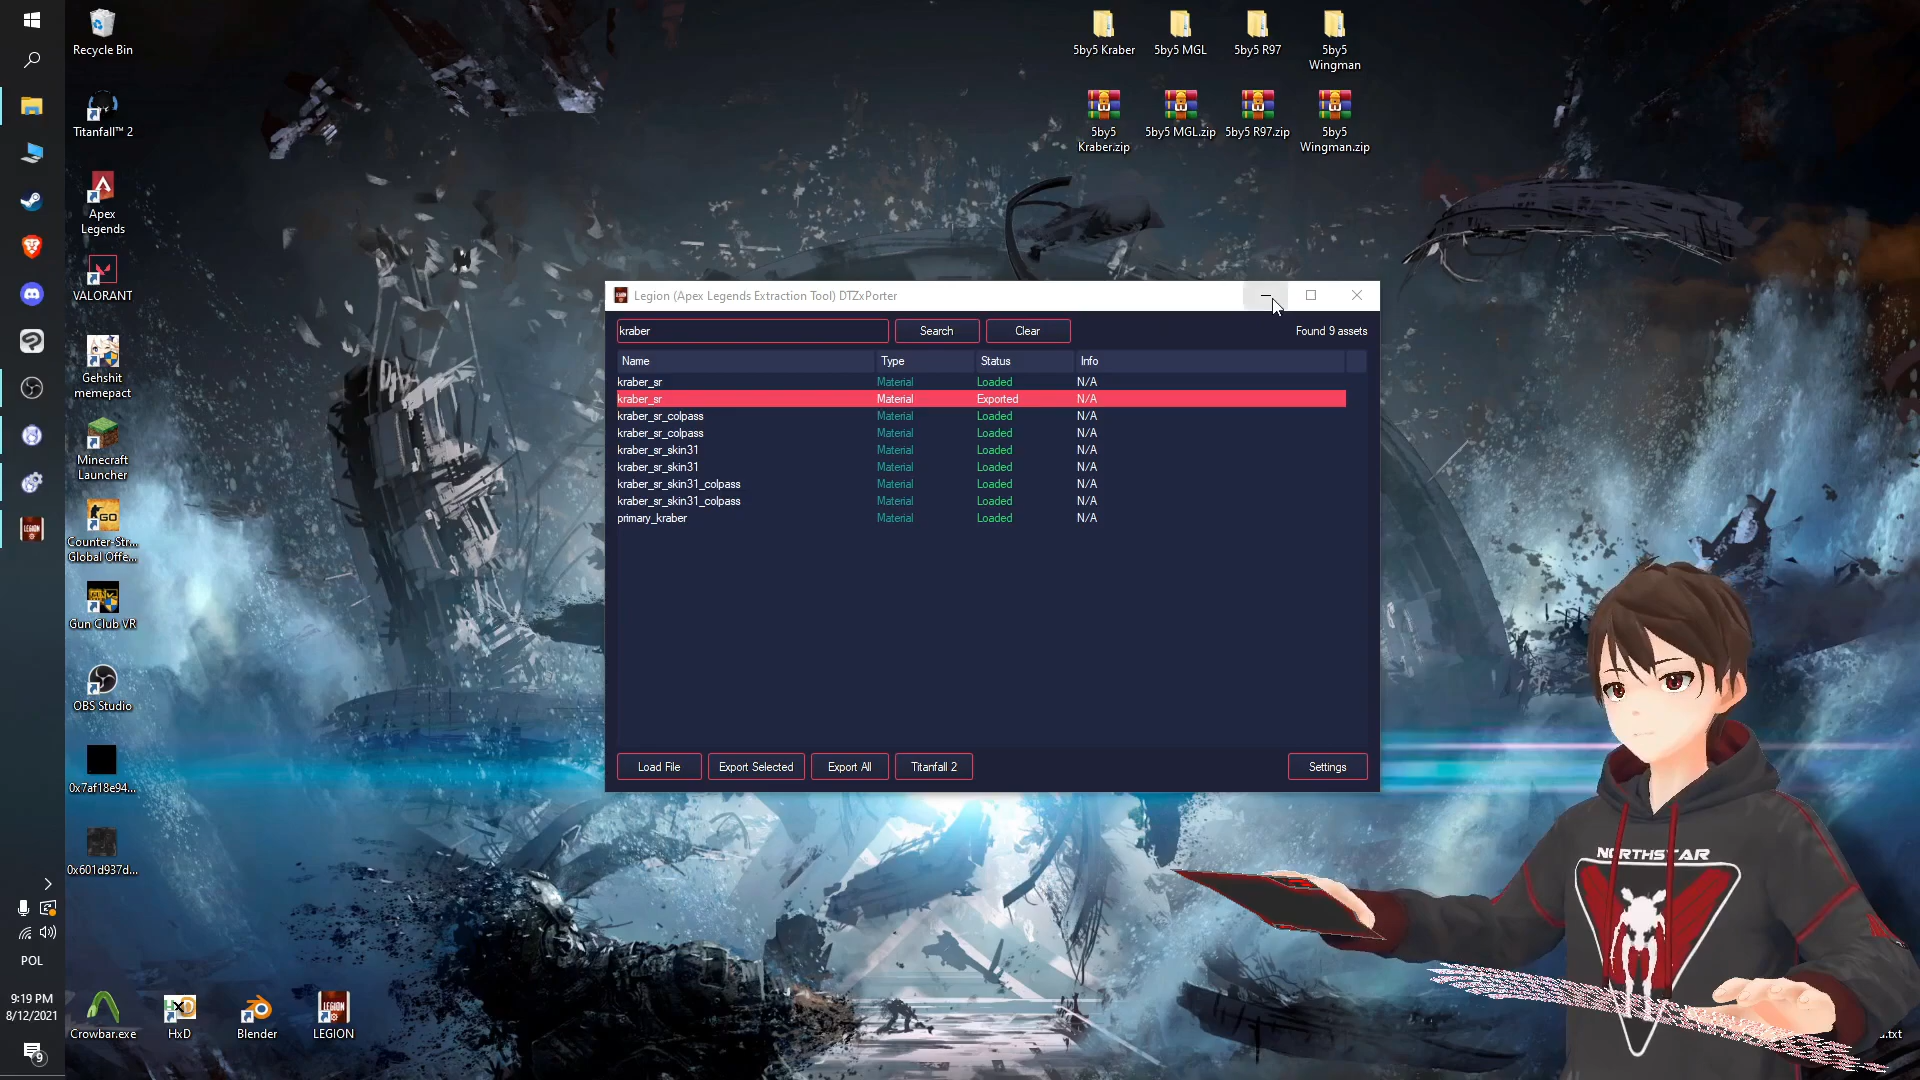 Recycle Bin
Titanfall™ 2
Apex
Legends
VALORANT
Gehshit
memepact
Minecraft
Launcher
Counter-Str...
Global Offe...
Gun Club VR
OBS Studio
0x7af18e94...
0x601d937d...
POL
9:19 PM
8/12/2021
9
Crowbar.exe
HxD
Blender
LEGION
5by5 Kraber
5by5 MGL
5by5 R97
5by5
Wingman
5by5
Kraber.zip
5by5 MGL.zip
5by5 R97.zip
5by5
Wingman.zip
Legion (Apex Legends Extraction Tool) DTZxPorter
kraber
Search
Clear
Found 9 assets
Name Type Status Info
kraber_sr Material Loaded N/A
kraber_sr Material Exported N/A
kraber_sr_colpass Material Loaded N/A
kraber_sr_colpass Material Loaded N/A
kraber_sr_skin31 Material Loaded N/A
kraber_sr_skin31 Material Loaded N/A
kraber_sr_skin31_colpass Material Loaded N/A
kraber_sr_skin31_colpass Material Loaded N/A
primary_kraber Material Loaded N/A
Load File
Export Selected
Export All
Titanfall 2
Settings
NORTHSTAR